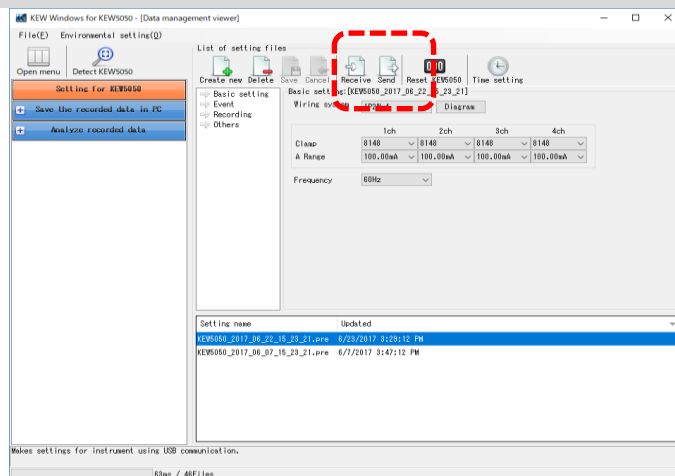 KEW Windows for KEW5050 - [Data management viewer]
File(F) Environmental setting(O)
Open menu Detect KEW5050
Setting for KEW5050
Save the recorded data in PC
Analyze recorded data
List of setting files
Create new Delete Save Cancel Receive Send Reset KEW5050 Time setting
Basic setting
Event
Recording
Others
Basic setting:[KEW5050_2017_06_22_15_23_21]
Wiring system Diagram
1ch 2ch 3ch 4ch
Clamp 8148 8148 8148 8148
A Range 100.00mA 100.00mA 100.00mA 100.00mA
Frequency 60Hz
Setting name Updated
KEW5050_2017_06_22_15_23_21.pre 6/23/2017 3:29:12 PM
KEW5050_2017_06_07_15_23_21.pre 6/7/2017 3:47:12 PM
Makes settings for instrument using USB communication.
63ms / 46Files